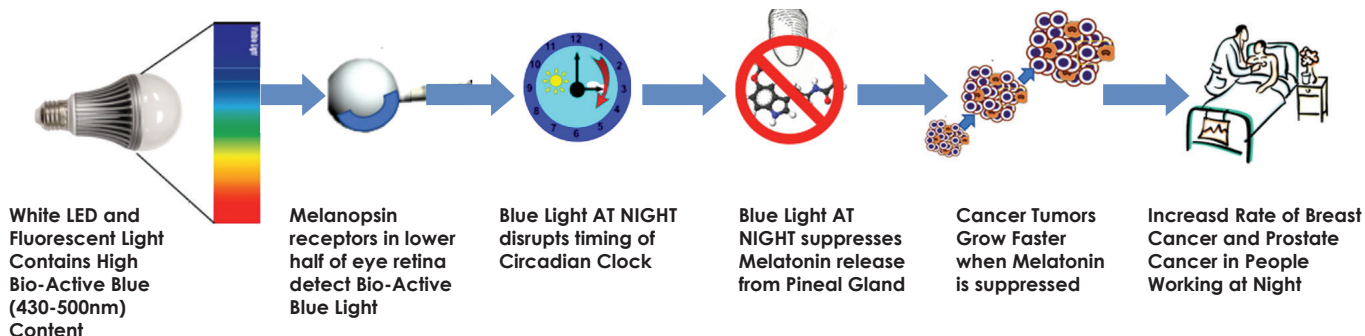 Visible Light
12
1
2
3
4
5
6
7
8
9
10
11
White LED and
Fluorescent Light
Contains High
Bio-Active Blue
(430-500nm)
Content
Melanopsin
receptors in lower
half of eye retina
detect Bio-Active
Blue Light
Blue Light AT NIGHT
disrupts timing of
Circadian Clock
Blue Light AT
NIGHT suppresses
Melatonin release
from Pineal Gland
Cancer Tumors
Grow Faster
when Melatonin
is suppressed
Increasd Rate of Breast
Cancer and Prostate
Cancer in People
Working at Night